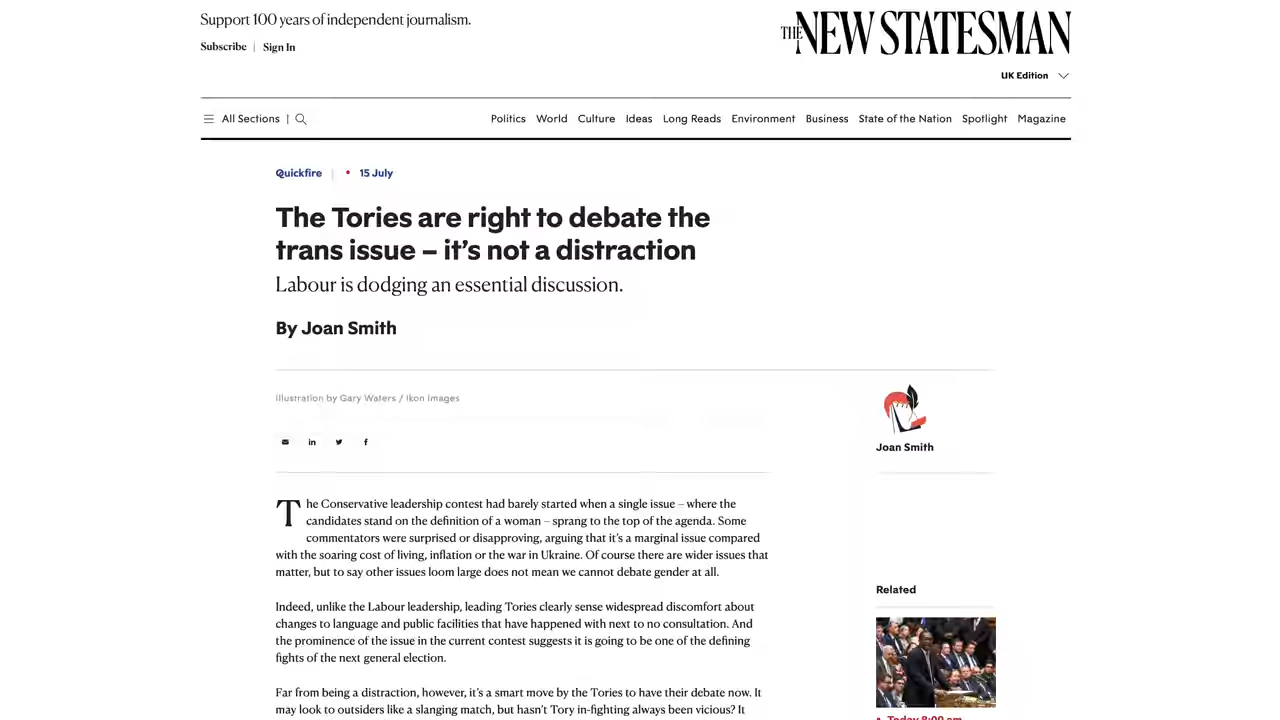 Support 100 years of independent journalism.
Subscribe | Sign In
THE NEW STATESMAN
UK Edition
All Sections |
Politics World Culture Ideas Long Reads Environment Business State of the Nation Spotlight Magazine
Quickfire | • 15 July
The Tories are right to debate the
trans issue – it’s not a distraction
Labour is dodging an essential discussion.
By Joan Smith
Illustration by Gary Waters / Ikon Images
Joan Smith
The Conservative leadership contest had barely started when a single issue – where the
candidates stand on the definition of a woman – sprang to the top of the agenda. Some
commentators were surprised or disapproving, arguing that it’s a marginal issue compared
with the soaring cost of living, inflation or the war in Ukraine. Of course there are wider issues that
matter, but to say other issues loom large does not mean we cannot debate gender at all.
Indeed, unlike the Labour leadership, leading Tories clearly sense widespread discomfort about
changes to language and public facilities that have happened with next to no consultation. And
the prominence of the issue in the current contest suggests it is going to be one of the defining
fights of the next general election.
Far from being a distraction, however, it’s a smart move by the Tories to have their debate now. It
may look to outsiders like a slanging match, but hasn’t Tory in-fighting always been vicious? It
Related
• Today 8:00 am